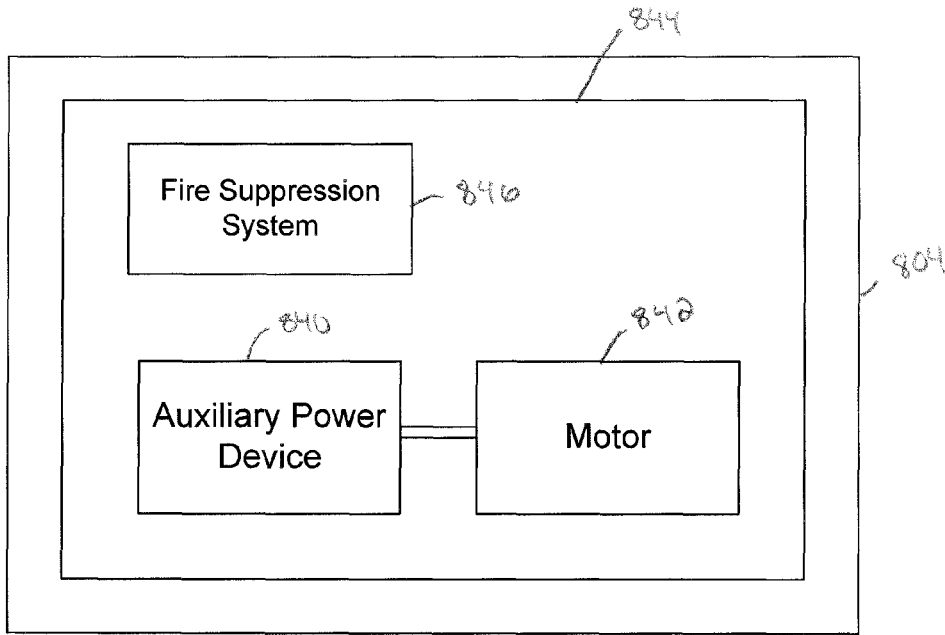 844
Fire Suppression
System
846
804
840
842
Auxiliary Power
Device
Motor